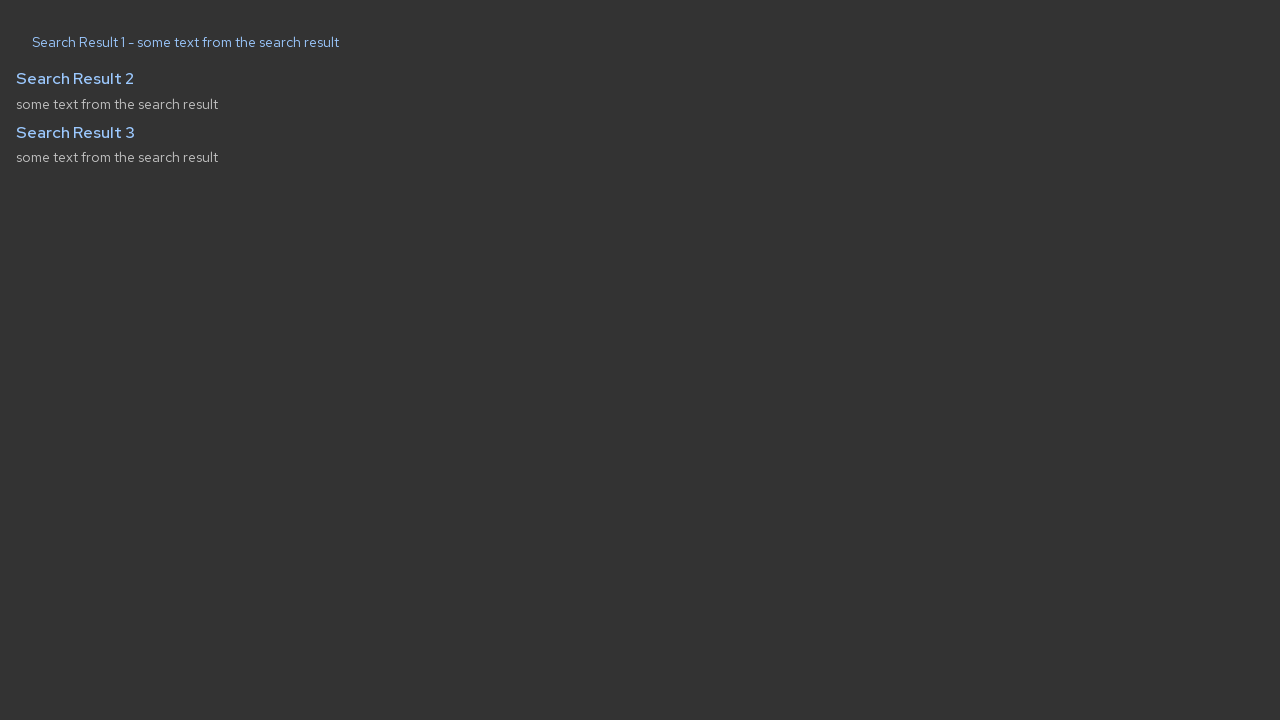 Search Result 1 - some text from the search result
Search Result 2
some text from the search result
Search Result 3
some text from the search result